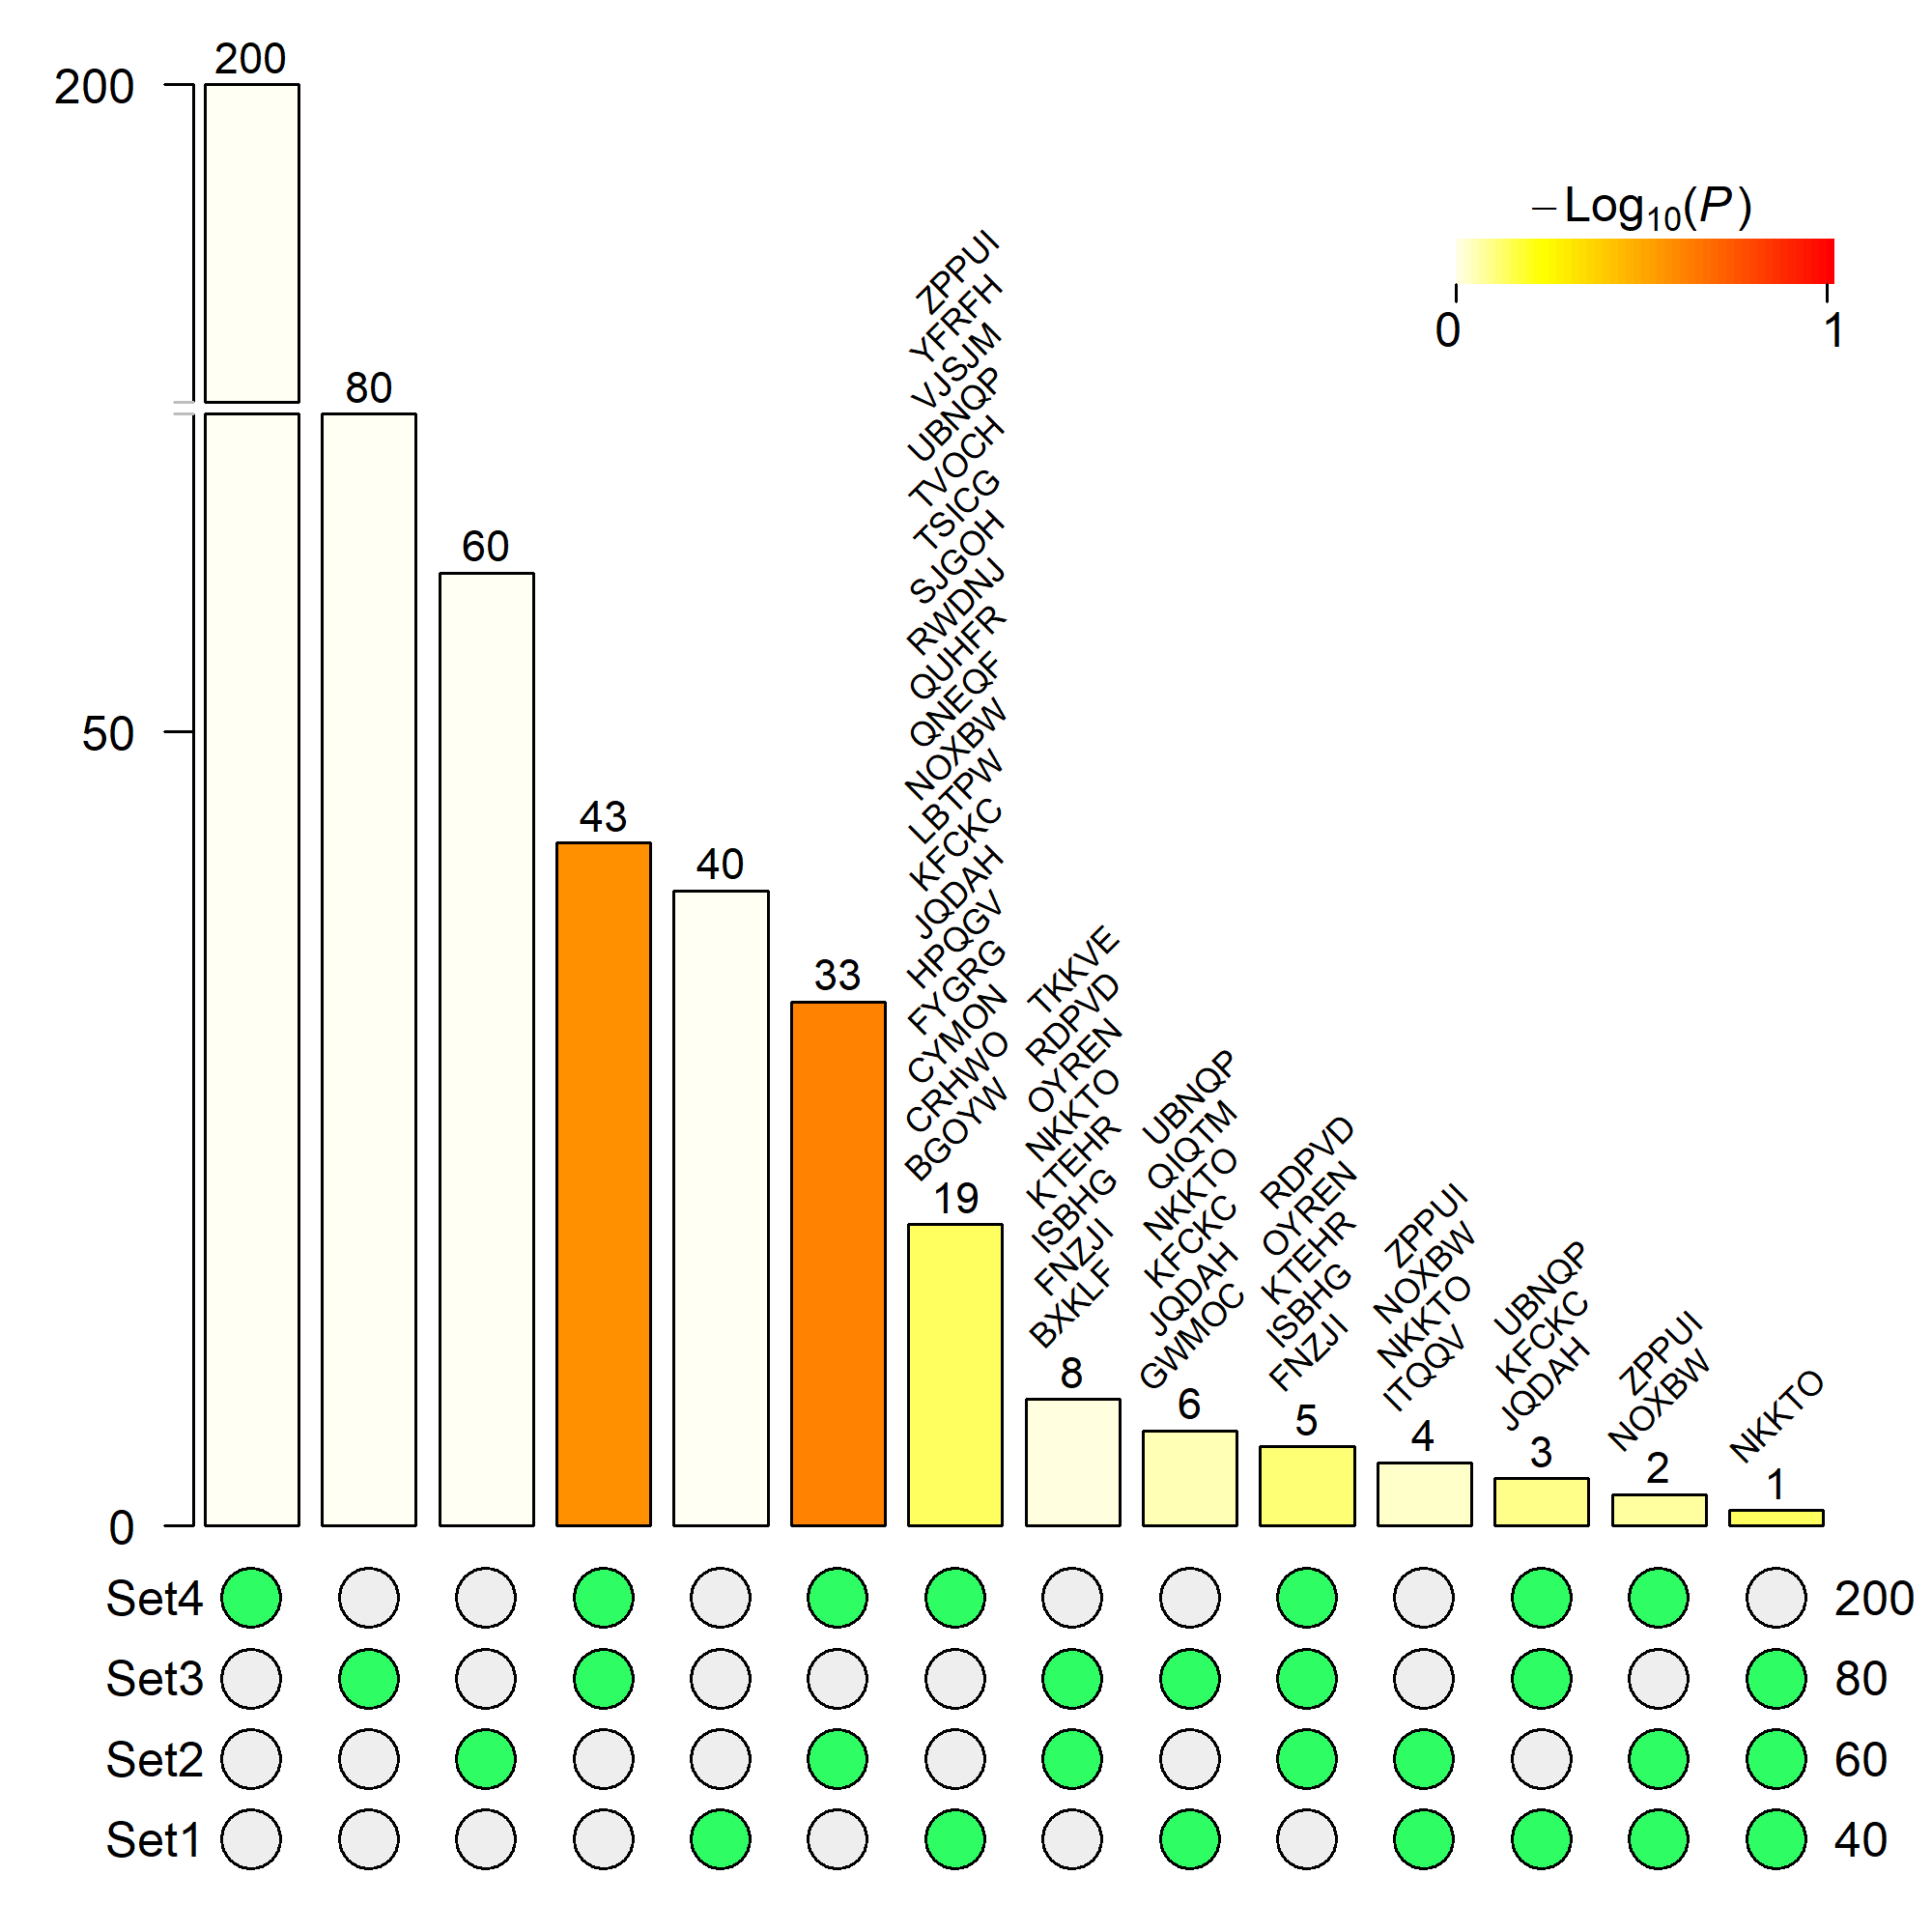 200
200
80
60
50
43
40
33
0
−Log10(P)
0 1
ZPPUI
YFRFH
VJSJM
UBNQP
TVOCH
TSICG
SJGOH
RWDNJ
QUHFR
QNEQF
NOXBW
LBTPW
KFCKC
JQDAH
HPQGV
FYGRG
CYMON
CRHWO
BGOYW
19
TKKVE
RDPVD
OYREN
NKKTO
KTEHR
ISBHG
FNZJI
BXKLF
8
UBNQP
QIQTM
NKKTO
KFCKC
JQDAH
GWMOC
6
RDPVD
OYREN
KTEHR
ISBHG
FNZJI
5
ZPPUI
NOXBW
NKKTO
ITQQV
4
UBNQP
KFCKC
JQDAH
3
ZPPUI
NOXBW
2
NKKTO
1
Set4 200
Set3 80
Set2 60
Set1 40